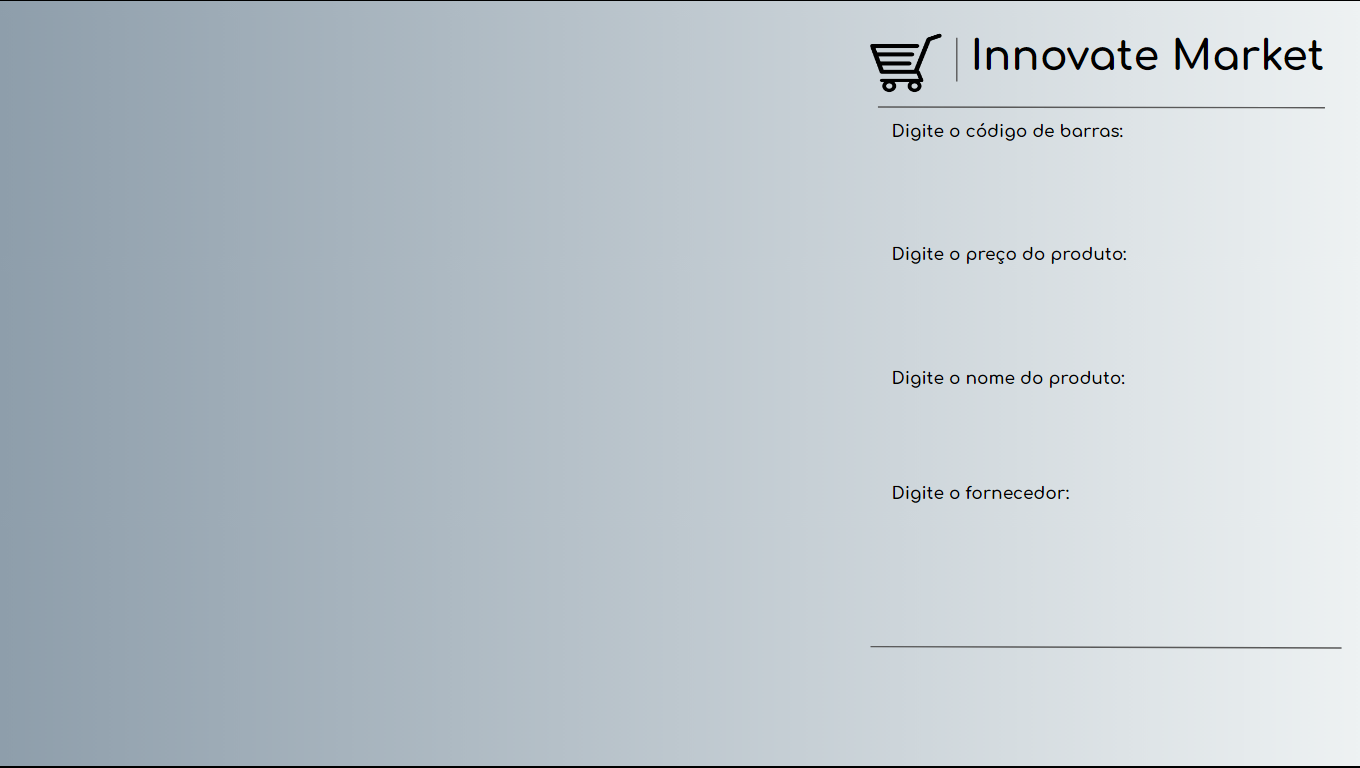 Innovate Market
Digite o código de barras:
Digite o preço do produto:
Digite o nome do produto:
Digite o fornecedor: